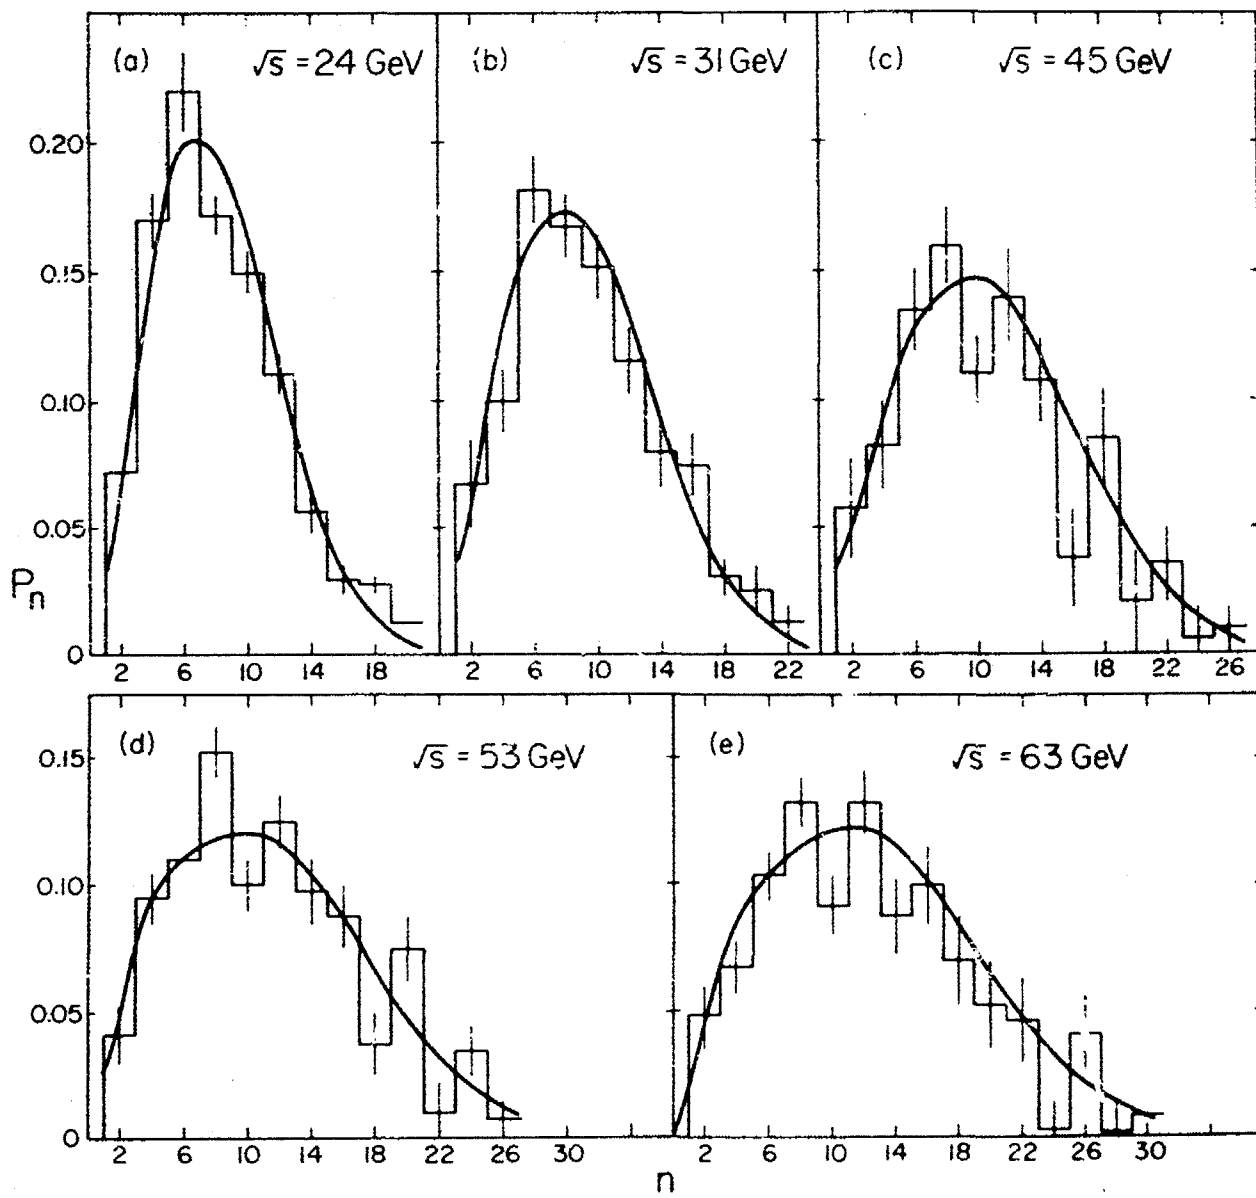 (a) √s = 24 GeV
(b) √s = 31 GeV
(c) √s = 45 GeV
0.20
0.15
0.10
0.05
Pn
0
2 6 10 14 18
2 6 10 14 18 22
2 6 10 14 18 22 26
(d) √s = 53 GeV
(e) √s = 63 GeV
0.15
0.10
0.05
0
2 6 10 14 18 22 26 30
2 6 10 14 18 22 26 30
n